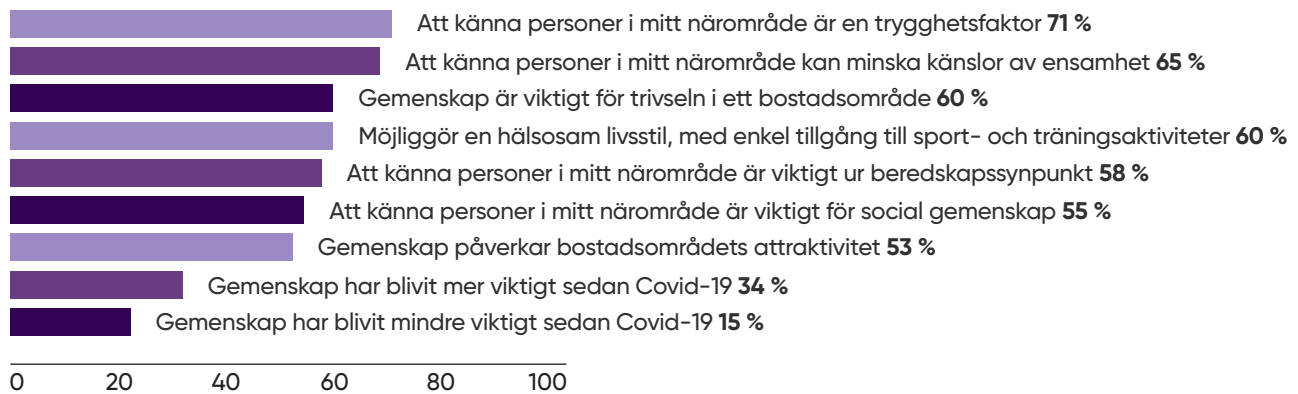 Att känna personer i mitt närområde är en trygghetsfaktor 71 %
Att känna personer i mitt närområde kan minska känslor av ensamhet 65 %
Gemenskap är viktigt för trivseln i ett bostadsområde 60 %
Möjliggör en hälsosam livsstil, med enkel tillgång till sport- och träningsaktiviteter 60 %
Att känna personer i mitt närområde är viktigt ur beredskapssynpunkt 58 %
Att känna personer i mitt närområde är viktigt för social gemenskap 55 %
Gemenskap påverkar bostadsområdets attraktivitet 53 %
Gemenskap har blivit mer viktigt sedan Covid-19 34 %
Gemenskap har blivit mindre viktigt sedan Covid-19 15 %
0 20 40 60 80 100